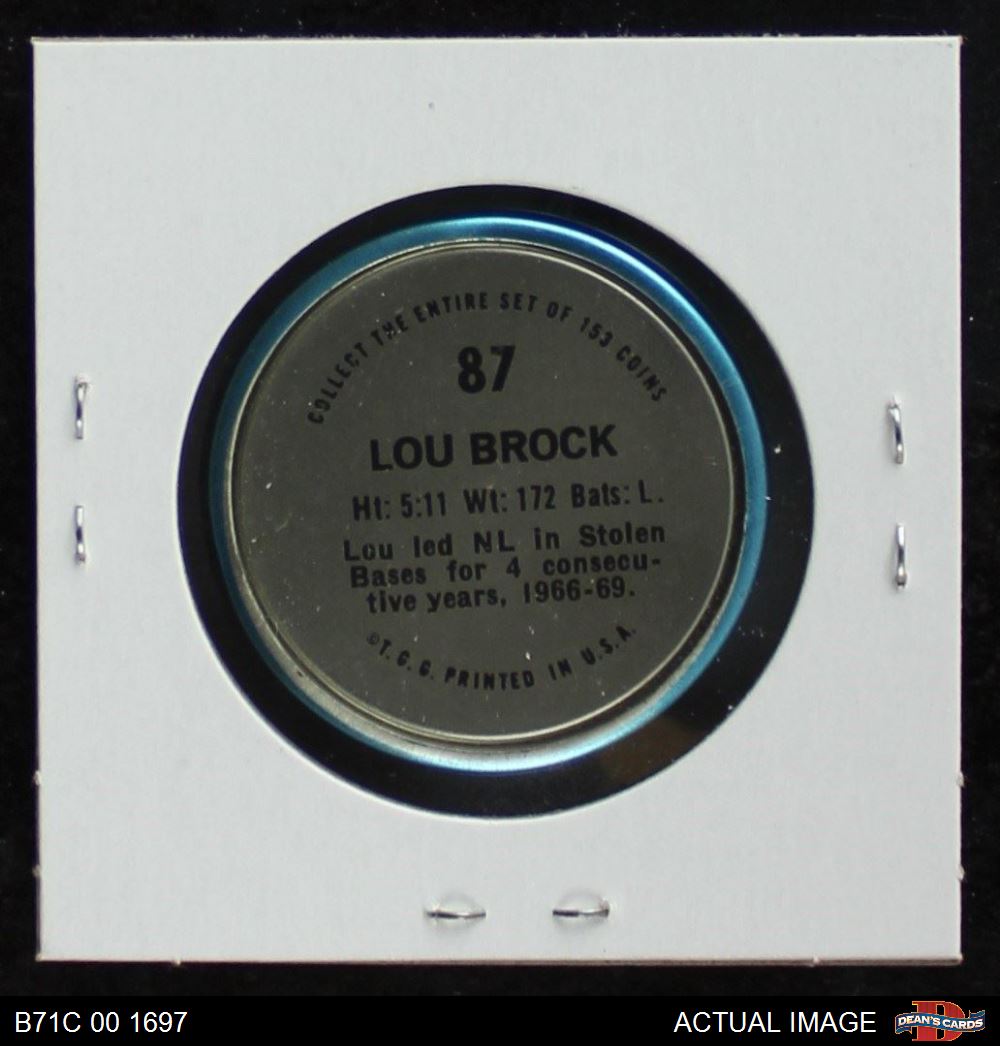 COLLECT THE ENTIRE SET OF 153 COINS
87
LOU BROCK
Ht: 5:11 Wt: 172 Bats: L.
Lou led NL in Stolen
Bases for 4 consecu-
tive years, 1966-69.
©T.C.G. PRINTED IN U.S.A.
B71C 00 1697
ACTUAL IMAGE
DEAN'S CARDS